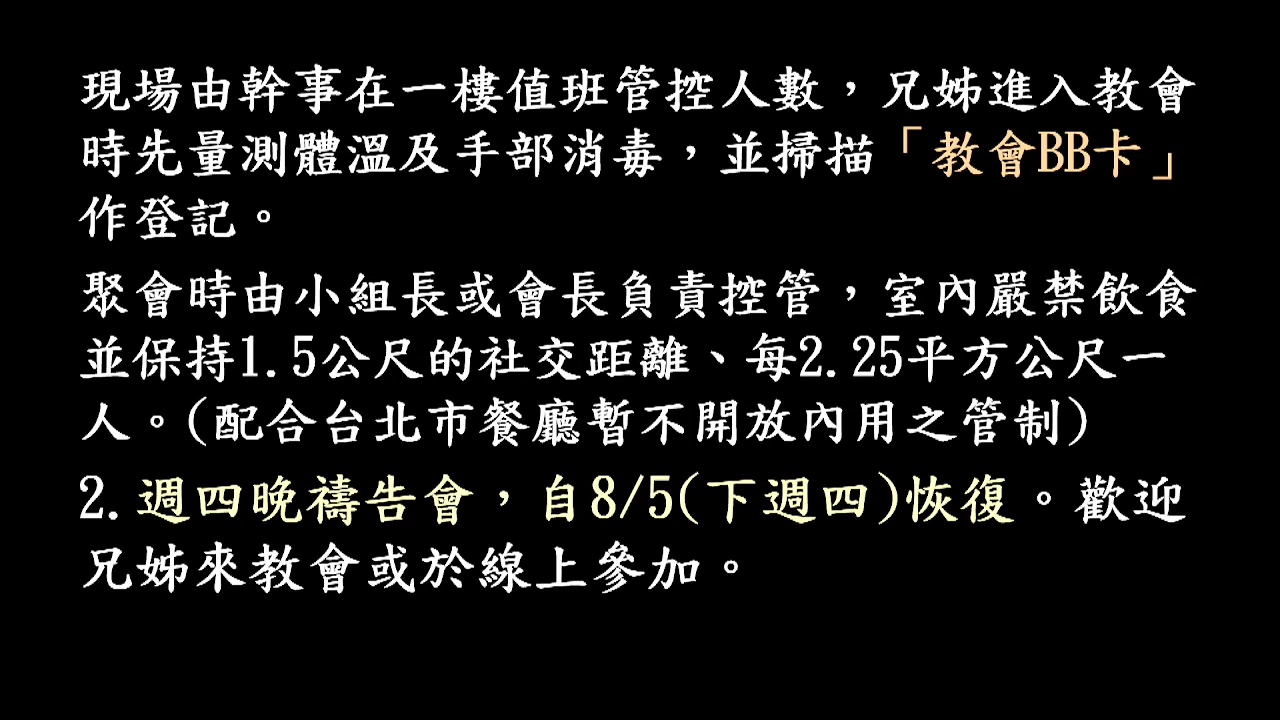 現場由幹事在一樓值班管控人數，兄姊進入教會
時先量測體溫及手部消毒，並掃描「教會BB卡」
作登記。
聚會時由小組長或會長負責控管，室內嚴禁飲食
並保持1.5公尺的社交距離、每2.25平方公尺一
人。(配合台北市餐廳暫不開放內用之管制)
2.週四晚禱告會，自8/5(下週四)恢復。歡迎
兄姊來教會或於線上參加。